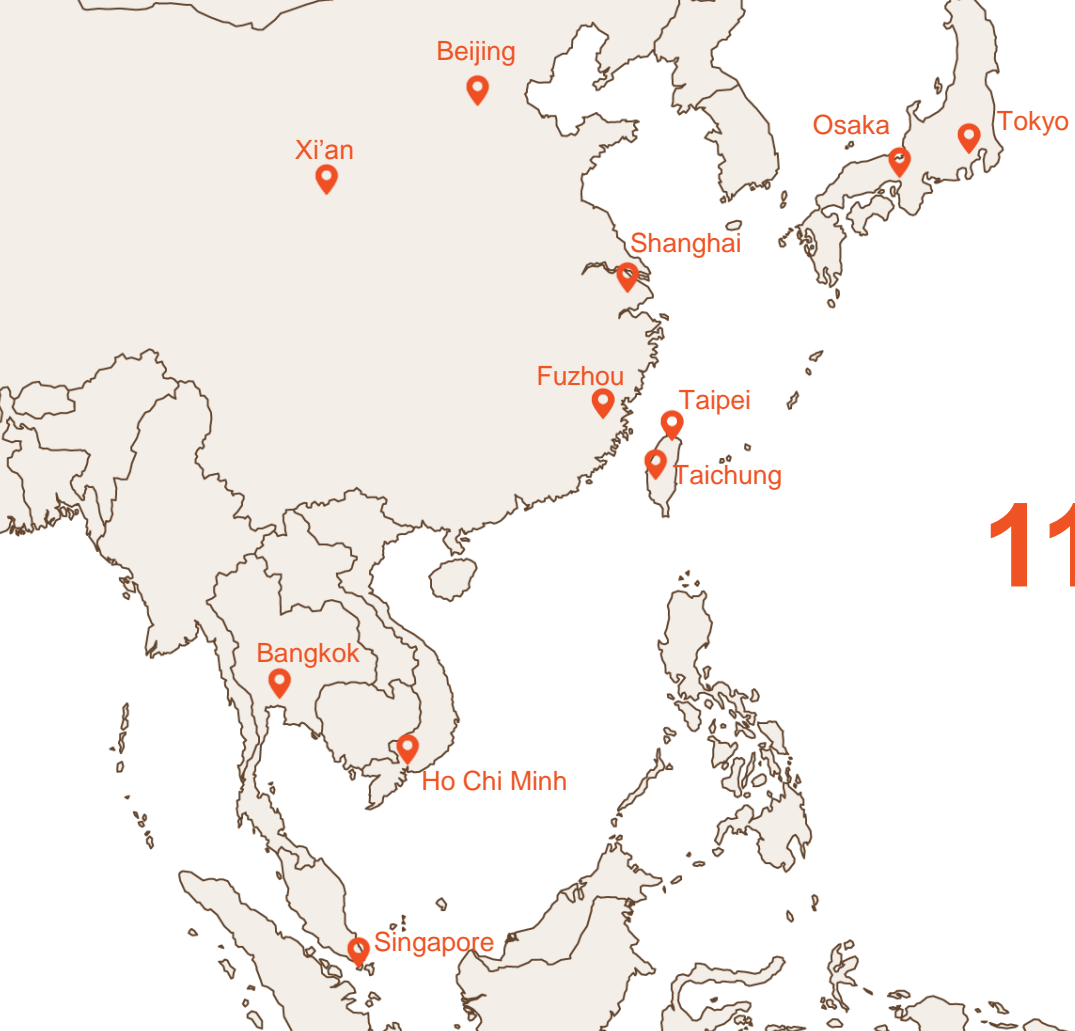 Beijing
Osaka
Tokyo
Xi'an
Shanghai
Fuzhou
Taipei
Taichung
11
Bangkok
Ho Chi Minh
Singapore